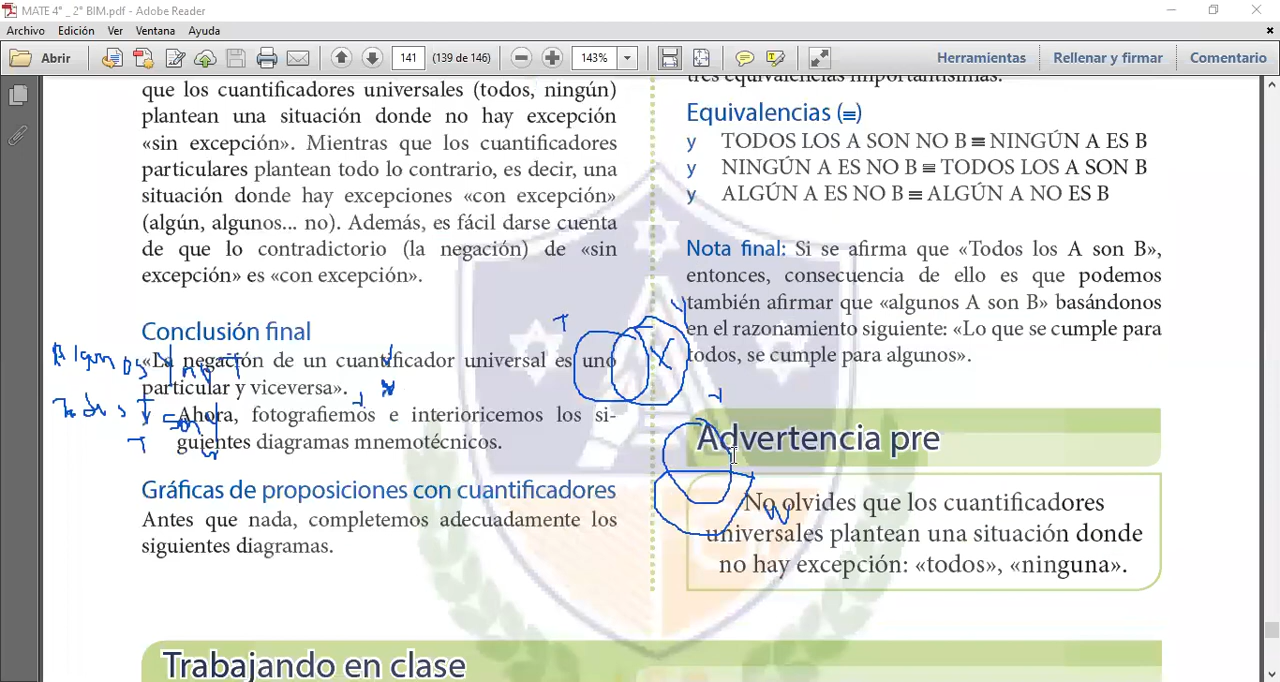 MATE 4° _ 2° BIM.pdf - Adobe Reader
Archivo Edición Ver Ventana Ayuda
Abrir 141 (139 de 146) 143% Herramientas Rellenar y firmar Comentario
que los cuantificadores universales (todos, ningún)
plantean una situación donde no hay excepción
«sin excepción». Mientras que los cuantificadores
particulares plantean todo lo contrario, es decir, una
situación donde hay excepciones «con excepción»
(algún, algunos... no). Además, es fácil darse cuenta
de que lo contradictorio (la negación) de «sin
excepción» es «con excepción».
Conclusión final
«La negación de un cuantificador universal es uno
particular y viceversa».
Ahora, fotografiemos e interioricemos los si-
guientes diagramas mnemotécnicos.
Gráficas de proposiciones con cuantificadores
Antes que nada, completemos adecuadamente los
siguientes diagramas.
tres equivalencias importantísimas.
Equivalencias (≡)
y TODOS LOS A SON NO B ≡ NINGÚN A ES B
y NINGÚN A ES NO B ≡ TODOS LOS A SON B
y ALGÚN A ES NO B ≡ ALGÚN A NO ES B
Nota final: Si se afirma que «Todos los A son B»,
entonces, consecuencia de ello es que podemos
también afirmar que «algunos A son B» basándonos
en el razonamiento siguiente: «Lo que se cumple para
todos, se cumple para algunos».
Advertencia pre
No olvides que los cuantificadores
universales plantean una situación donde
no hay excepción: «todos», «ninguna».
Trabajando en clase